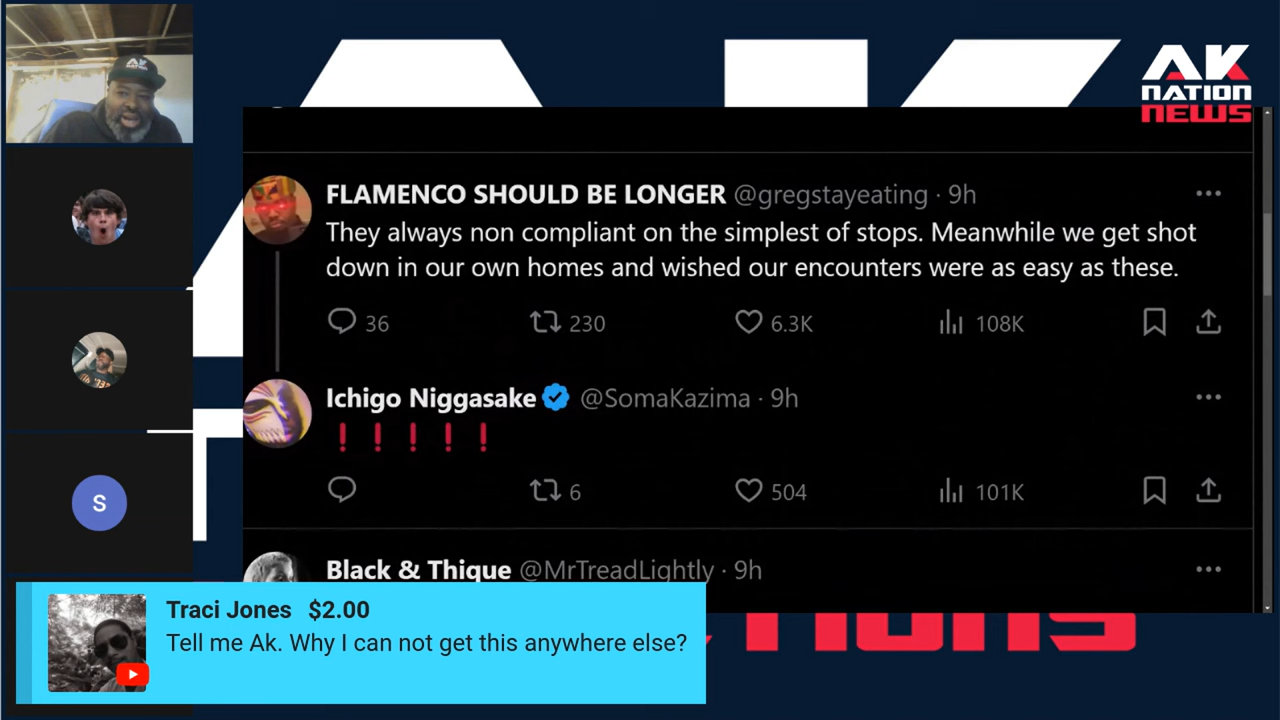 AK
NATION
NEWS
FLAMENCO SHOULD BE LONGER @gregstayeating · 9h
They always non compliant on the simplest of stops. Meanwhile we get shot
down in our own homes and wished our encounters were as easy as these.
36 230 6.3K 108K
Ichigo Niggasake @SomaKazima · 9h
❗❗❗❗❗
6 504 101K
Black & Thique @MrTreadLightly · 9h
S
Traci Jones $2.00
Tell me Ak. Why I can not get this anywhere else?